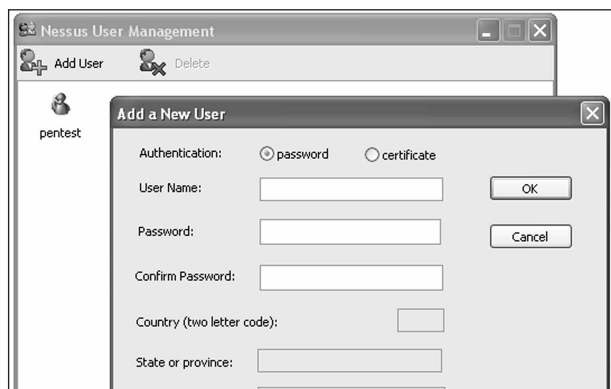 Nessus User Management
Add User
Delete
pentest
Add a New User
Authentication:
password
certificate
User Name:
OK
Password:
Cancel
Confirm Password:
Country (two letter code):
State or province: